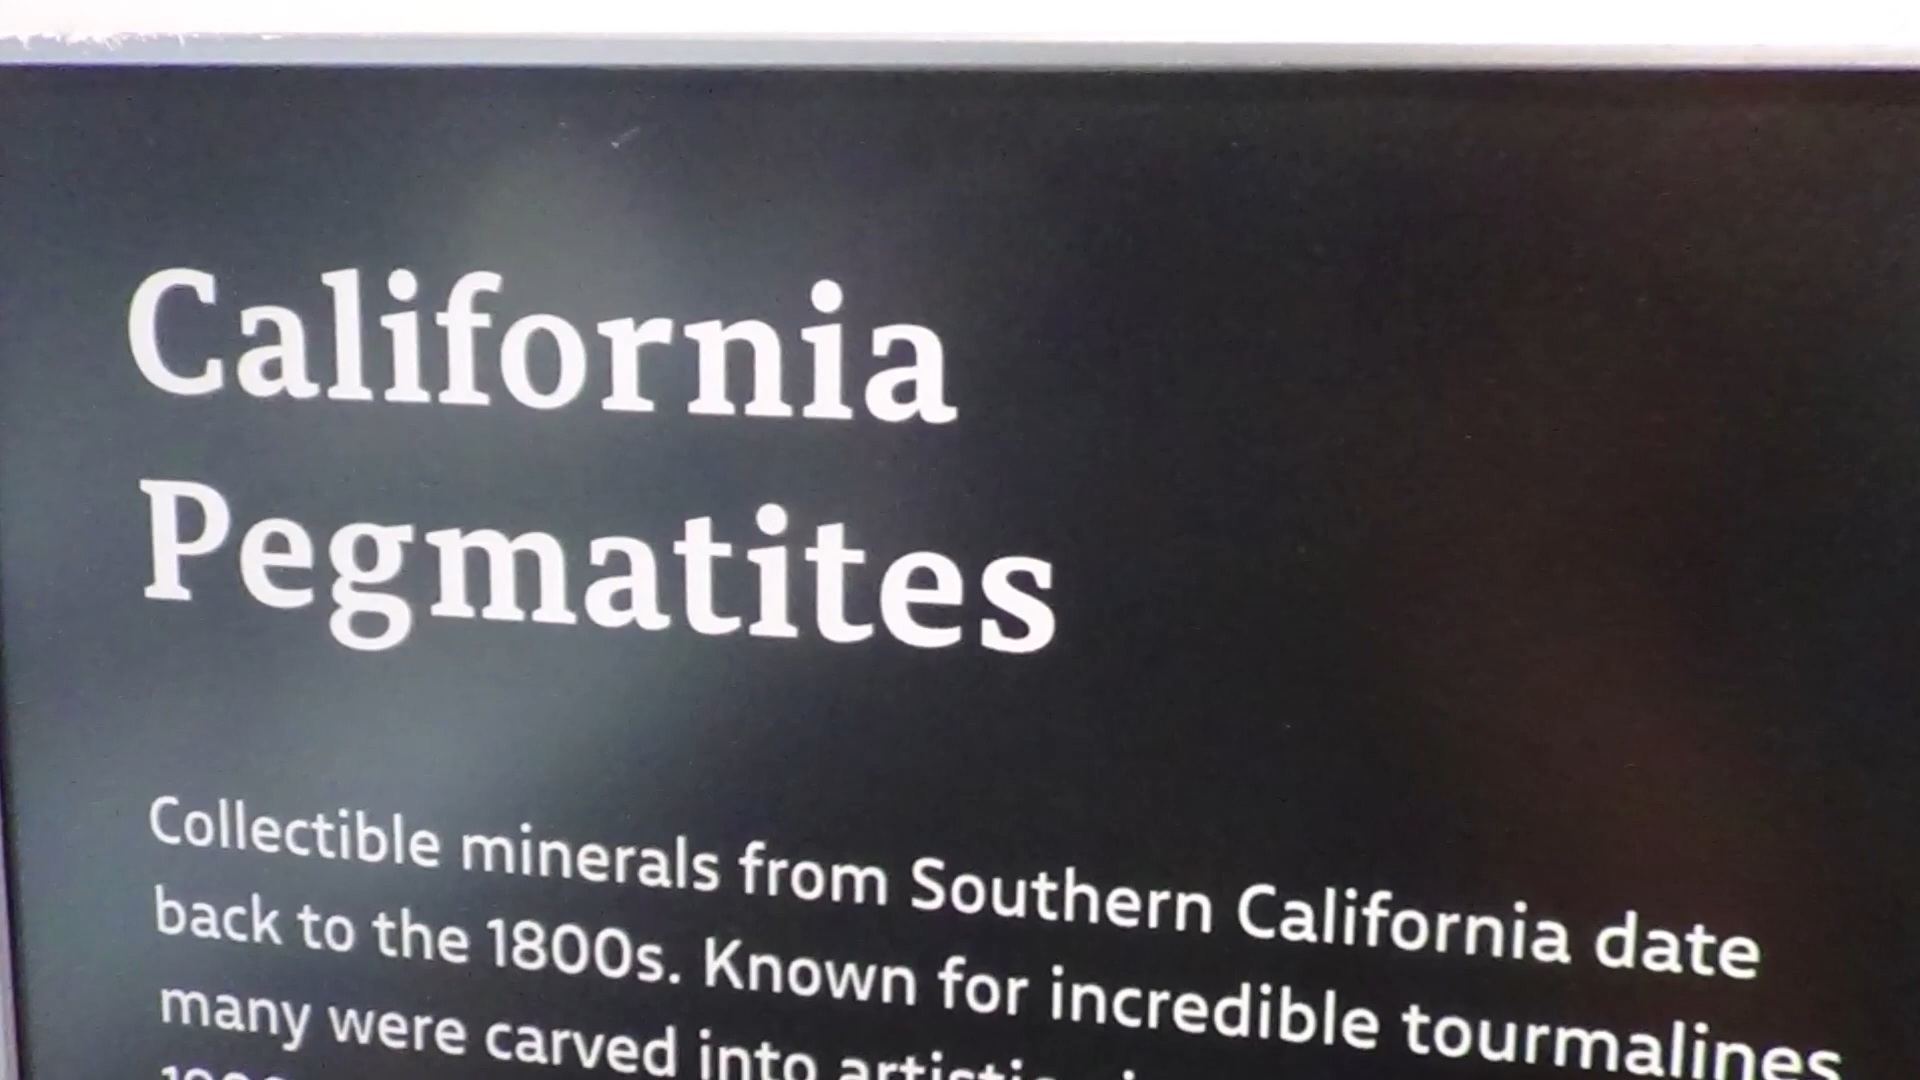 California
Pegmatites
Collectible minerals from Southern California date
back to the 1800s. Known for incredible tourmalines
many were carved into